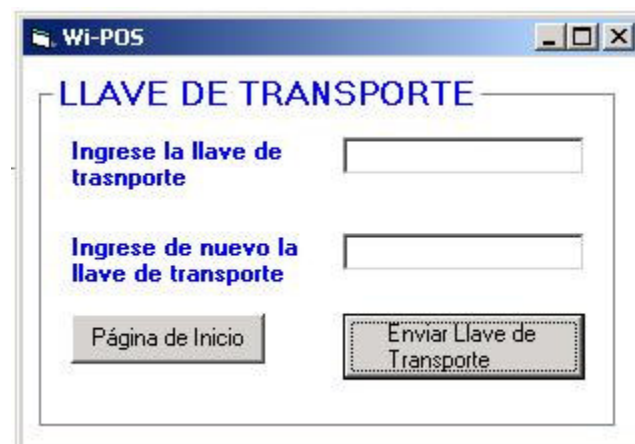 Wi-POS
LLAVE DE TRANSPORTE
Ingrese la llave de
trasnporte
Ingrese de nuevo la
llave de transporte
Página de Inicio
Enviar Llave de
Transporte